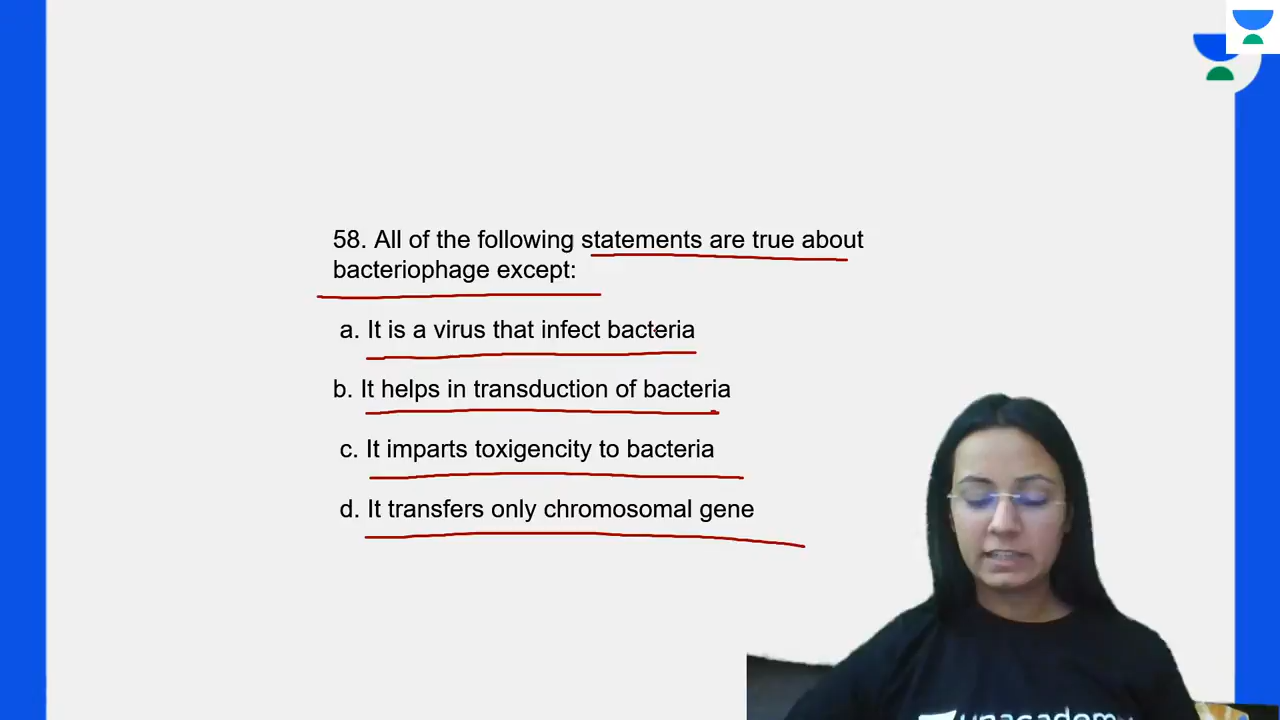 58. All of the following statements are true about
bacteriophage except:
a. It is a virus that infect bacteria
b. It helps in transduction of bacteria
c. It imparts toxigencity to bacteria
d. It transfers only chromosomal gene
unacademy